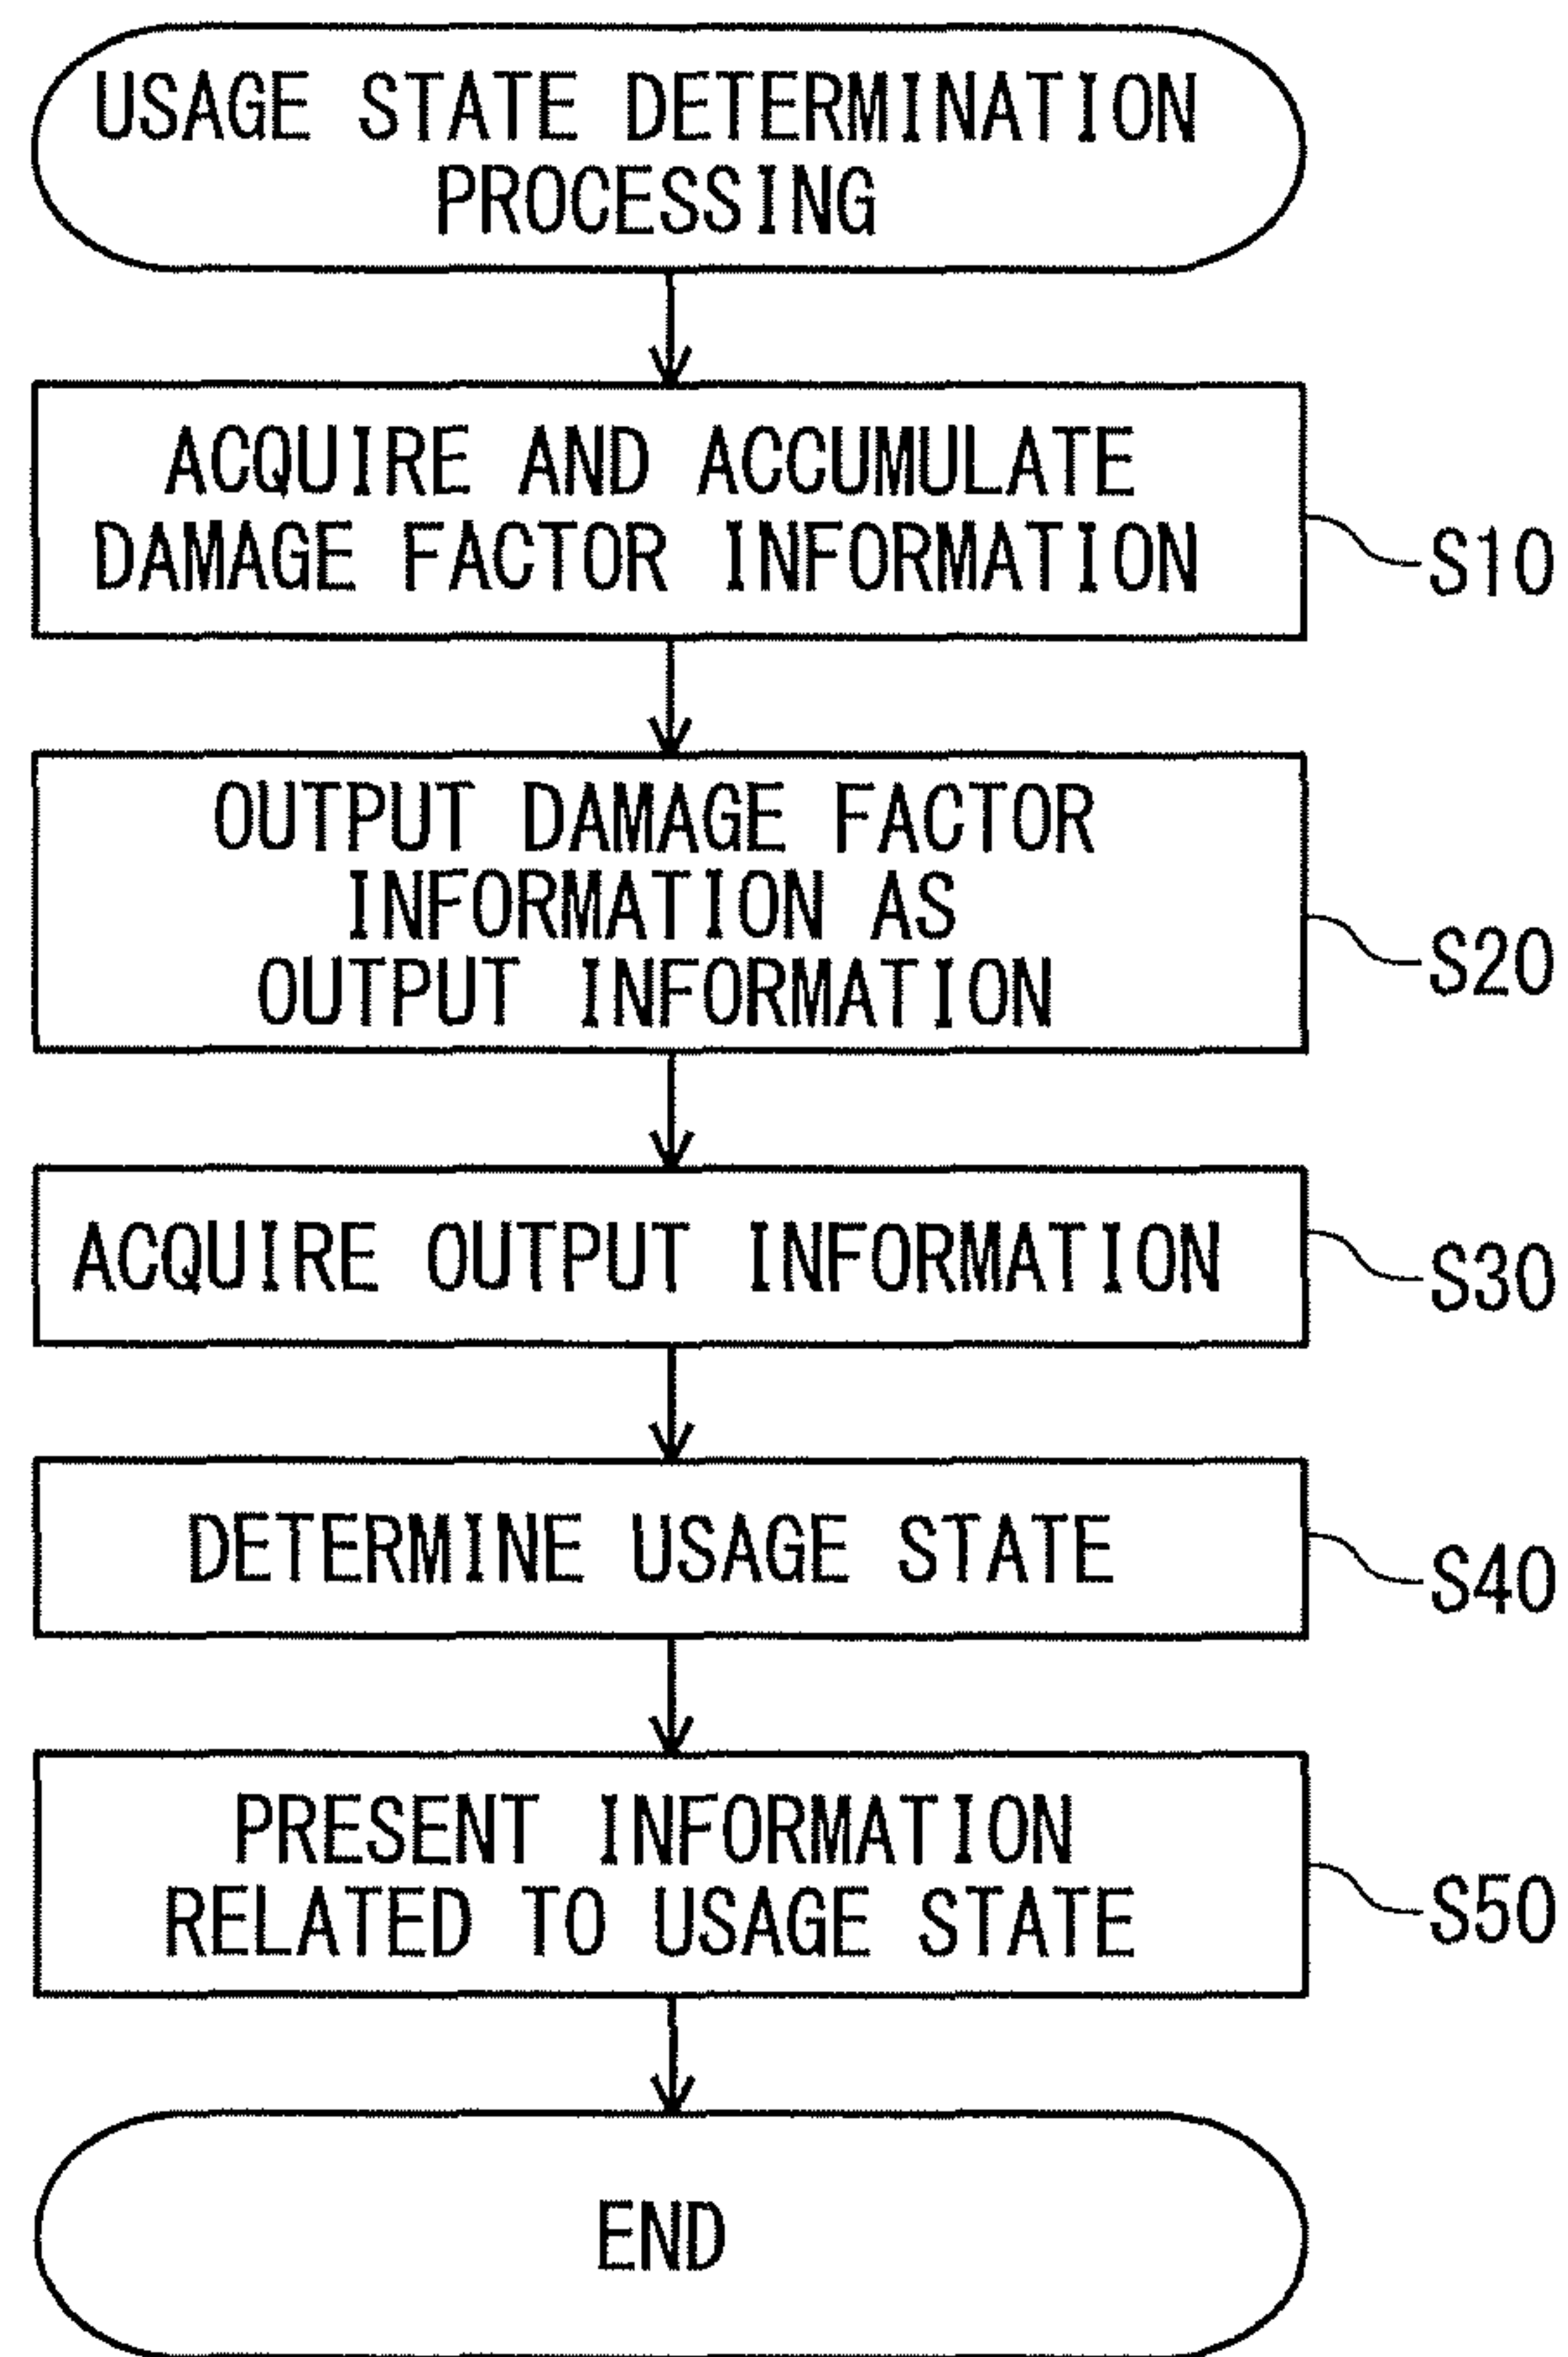 USAGE STATE DETERMINATION
PROCESSING
ACQUIRE AND ACCUMULATE
DAMAGE FACTOR INFORMATION
S10
OUTPUT DAMAGE FACTOR
INFORMATION AS
OUTPUT INFORMATION
S20
ACQUIRE OUTPUT INFORMATION
S30
DETERMINE USAGE STATE
S40
PRESENT INFORMATION
RELATED TO USAGE STATE
S50
END